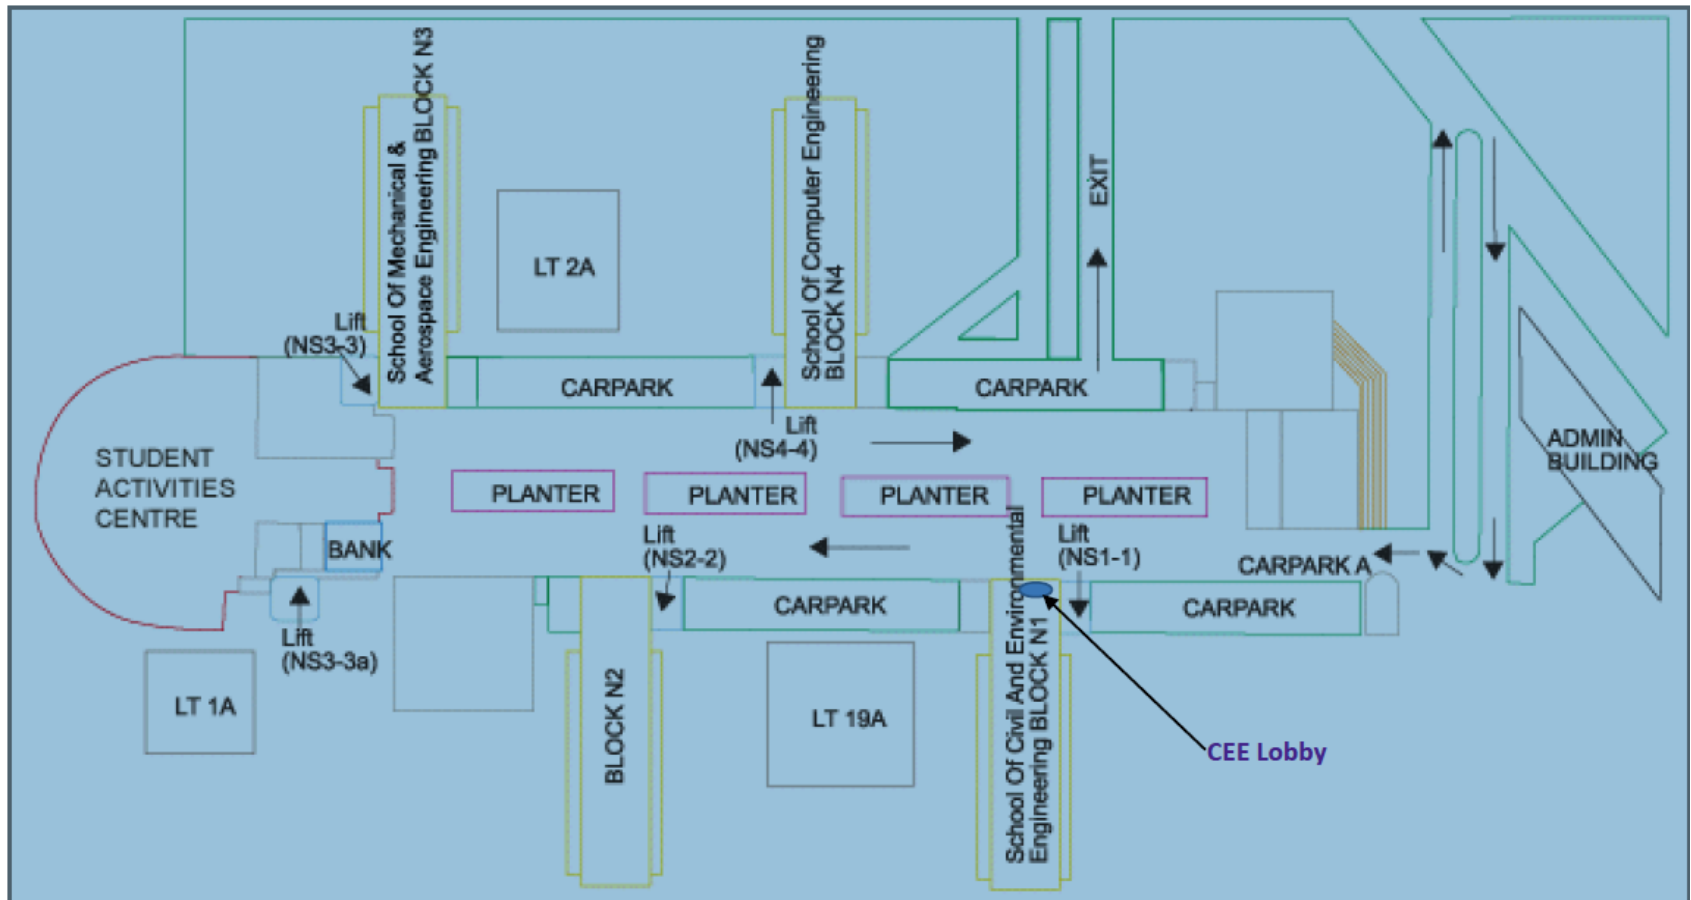 School Of Mechanical &
Aerospace Engineering BLOCK N3
LT 2A
School Of Computer Engineering
BLOCK N4
EXIT
Lift
(NS3-3)
CARPARK
CARPARK
Lift
(NS4-4)
STUDENT
ACTIVITIES
CENTRE
ADMIN
BUILDING
PLANTER
PLANTER
PLANTER
PLANTER
BANK
Lift
(NS2-2)
Lift
(NS1-1)
CARPARK A
CARPARK
CARPARK
Lift
(NS3-3a)
LT 1A
BLOCK N2
LT 19A
School Of Civil And Environmental
Engineering BLOCK N1
CEE Lobby